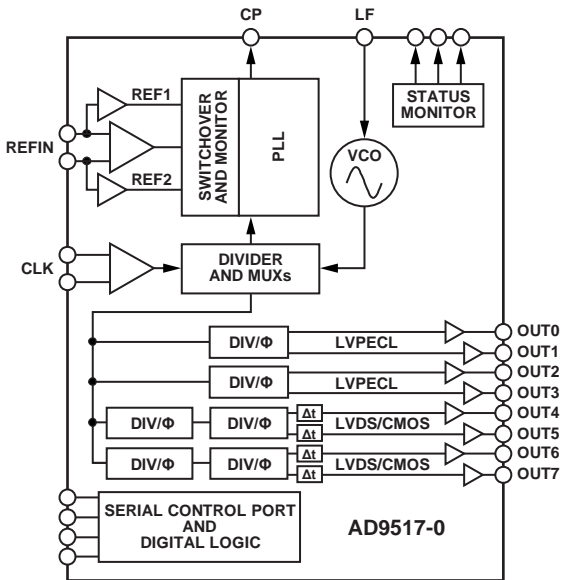 CP
LF
REF1
REFIN
REF2
SWITCHOVER
AND MONITOR
PLL
VCO
STATUS
MONITOR
CLK
DIVIDER
AND MUXs
DIV/Φ
LVPECL
OUT0
OUT1
DIV/Φ
LVPECL
OUT2
OUT3
DIV/Φ
DIV/Φ
Δt
Δt
LVDS/CMOS
OUT4
OUT5
DIV/Φ
DIV/Φ
Δt
Δt
LVDS/CMOS
OUT6
OUT7
SERIAL CONTROL PORT
AND
DIGITAL LOGIC
AD9517-0